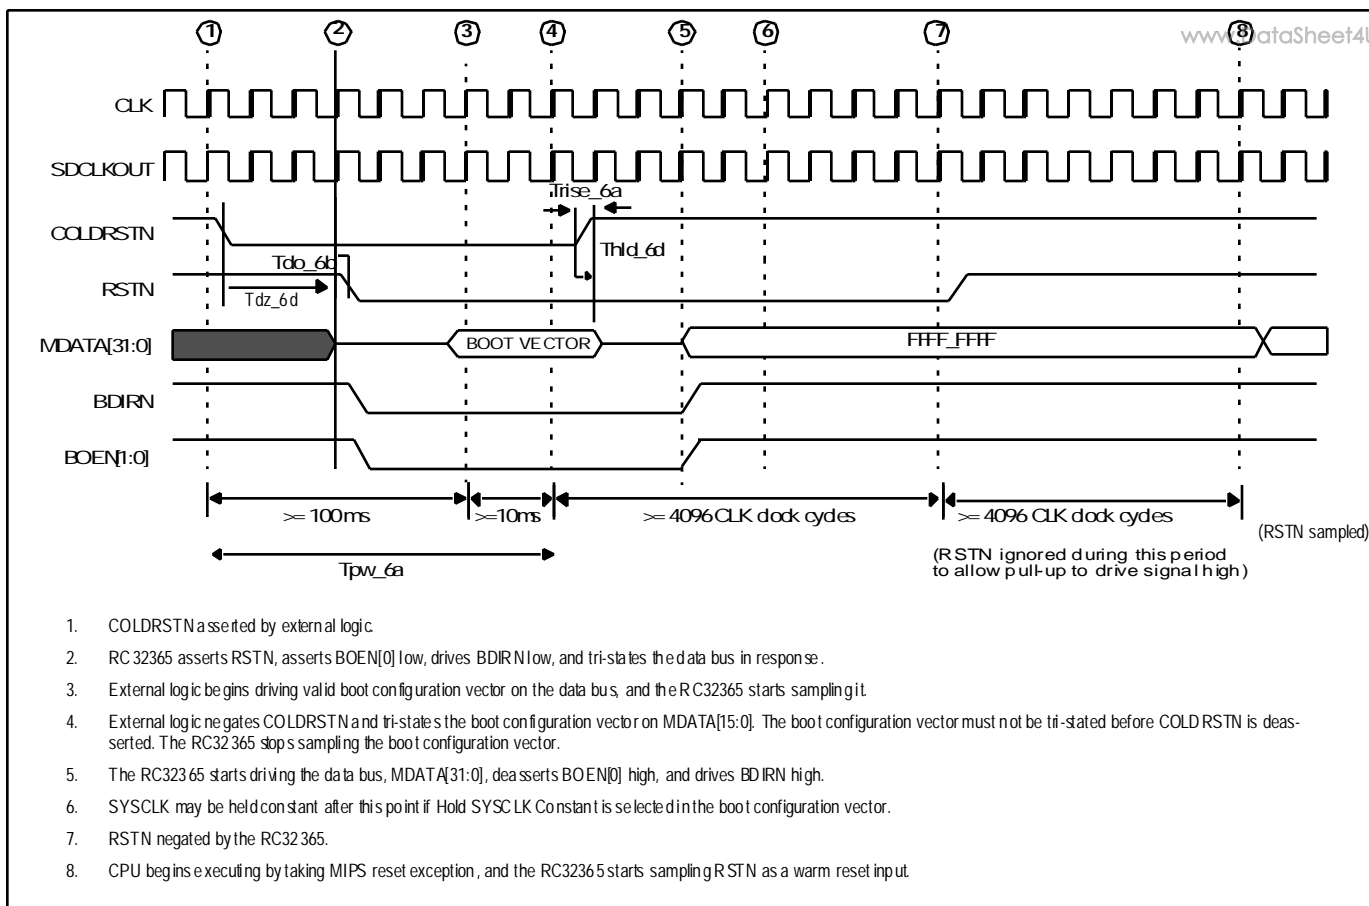 1 2 3 4 5 6 7 8
www.DataSheet4U
CLK
SDCLKOUT
Trise_6a
COLDRSTN
Thld_6d
Tdo_6b
RSTN
Tdz_6d
MDATA[31:0]
BOOT VECTOR
FFFF_FFFF
BDIRN
BOEN[1:0]
>= 100 ms
>=10ms
>= 4096 CLK clock cycles
>= 4096 CLK clock cycles
(RSTN sampled)
Tpw_6a
(RSTN ignored during this period
to allow pull-up to drive signal high)
1. COLDRSTN asserted by external logic.
2. RC32365 asserts RSTN, asserts BOEN[0] low, drives BDIRN low, and tri-states the data bus in response.
3. External logic begins driving valid boot configuration vector on the data bus, and the RC32365 starts sampling it.
4. External logic negates COLDRSTN and tri-states the boot configuration vector on MDATA[15:0]. The boot configuration vector must not be tri-stated before COLDRSTN is deas-
serted. The RC32365 stops sampling the boot configuration vector.
5. The RC32365 starts driving the data bus, MDATA[31:0], deasserts BOEN[0] high, and drives BDIRN high.
6. SYSCLK may be held constant after this point if Hold SYSCLK Constant is selected in the boot configuration vector.
7. RSTN negated by the RC32365.
8. CPU begins executing by taking MIPS reset exception, and the RC32365 starts sampling RSTN as a warm reset input.